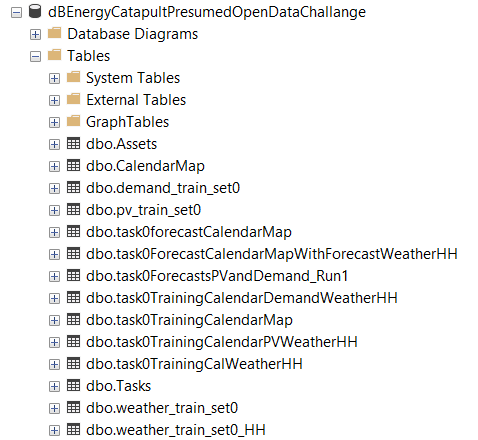 dBEnergyCatapultPresumedOpenDataChallange
Database Diagrams
Tables
System Tables
External Tables
GraphTables
dbo.Assets
dbo.CalendarMap
dbo.demand_train_set0
dbo.pv_train_set0
dbo.task0forecastCalendarMap
dbo.task0ForecastCalendarMapWithForecastWeatherHH
dbo.task0ForecastsPVandDemand_Run1
dbo.task0TrainingCalendarDemandWeatherHH
dbo.task0TrainingCalendarMap
dbo.task0TrainingCalendarPVWeatherHH
dbo.task0TrainingCalWeatherHH
dbo.Tasks
dbo.weather_train_set0
dbo.weather_train_set0_HH